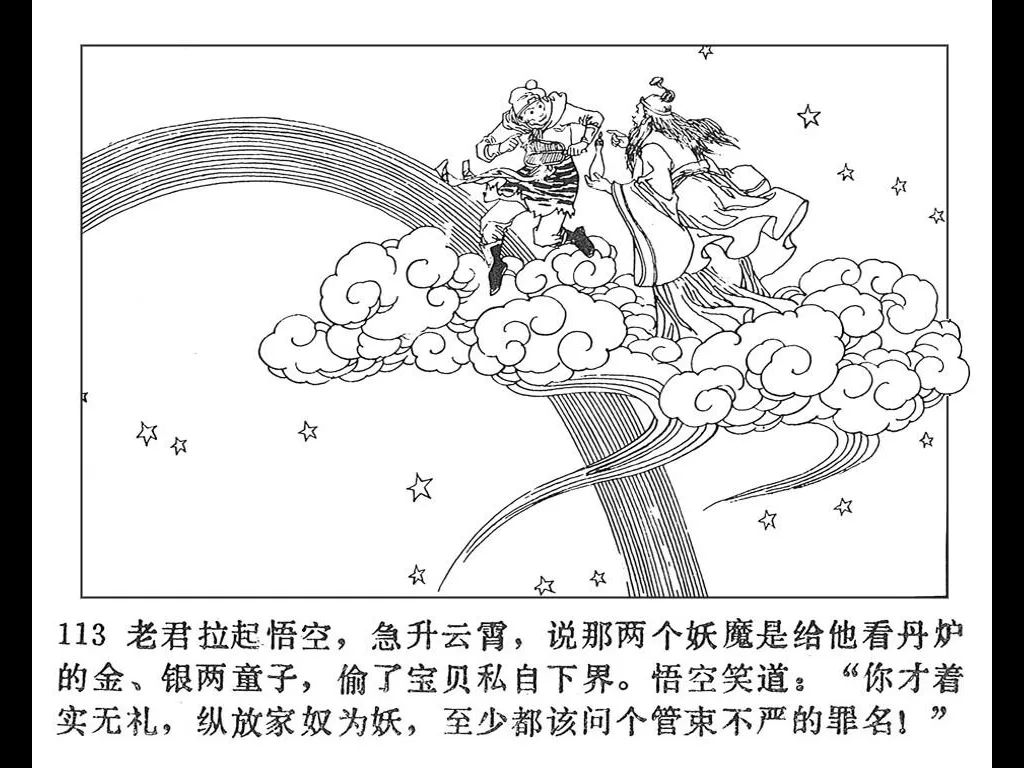 113 老君拉起悟空，急升云霄，说那两个妖魔是给他看丹炉
的金、银两童子，偷了宝贝私自下界。悟空笑道：“你才着
实无礼，纵放家奴为妖，至少都该问个管束不严的罪名！”